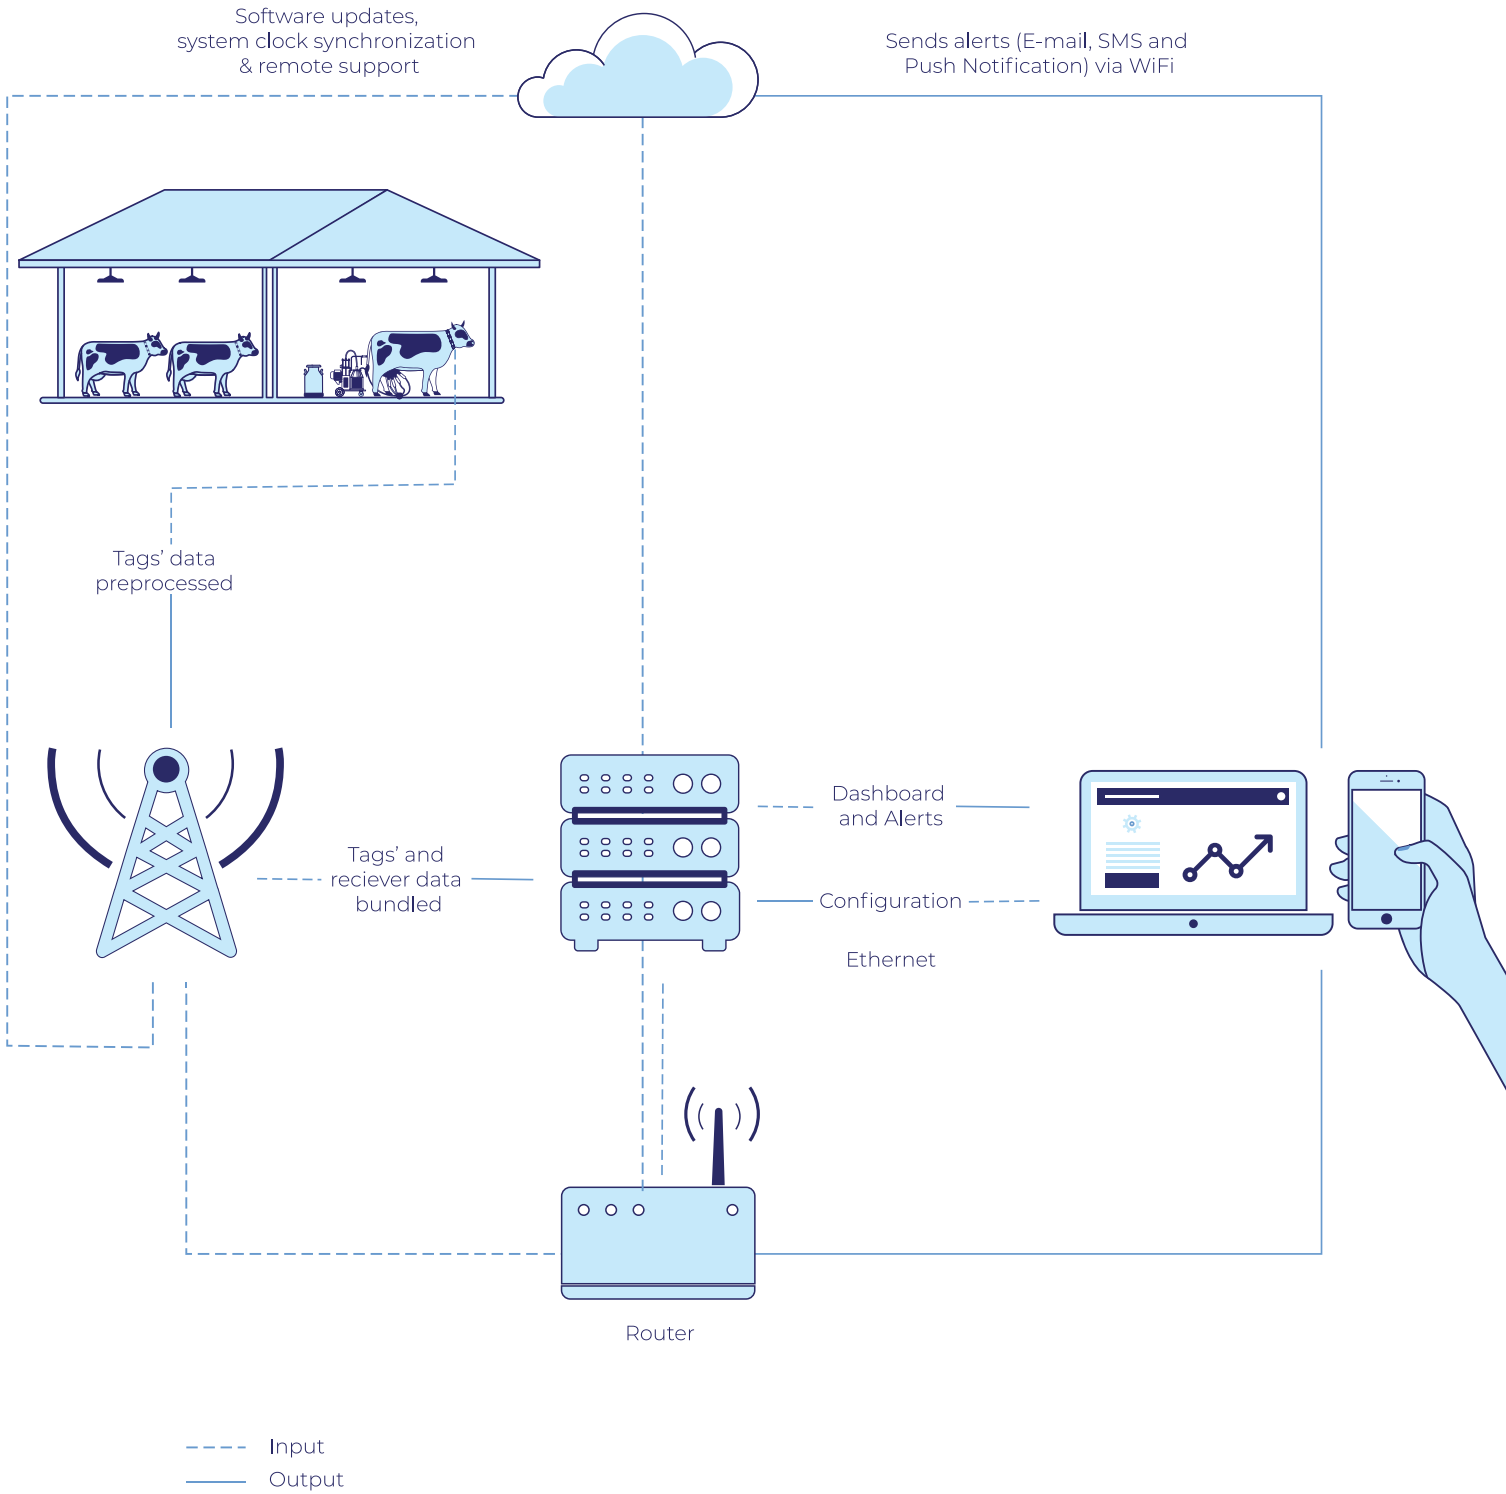 Software updates,
system clock synchronization
& remote support
Sends alerts (E-mail, SMS and
Push Notification) via WiFi
Tags' data
preprocessed
Dashboard
and Alerts
Tags' and
reciever data
bundled
Configuration
Ethernet
Router
Input
Output